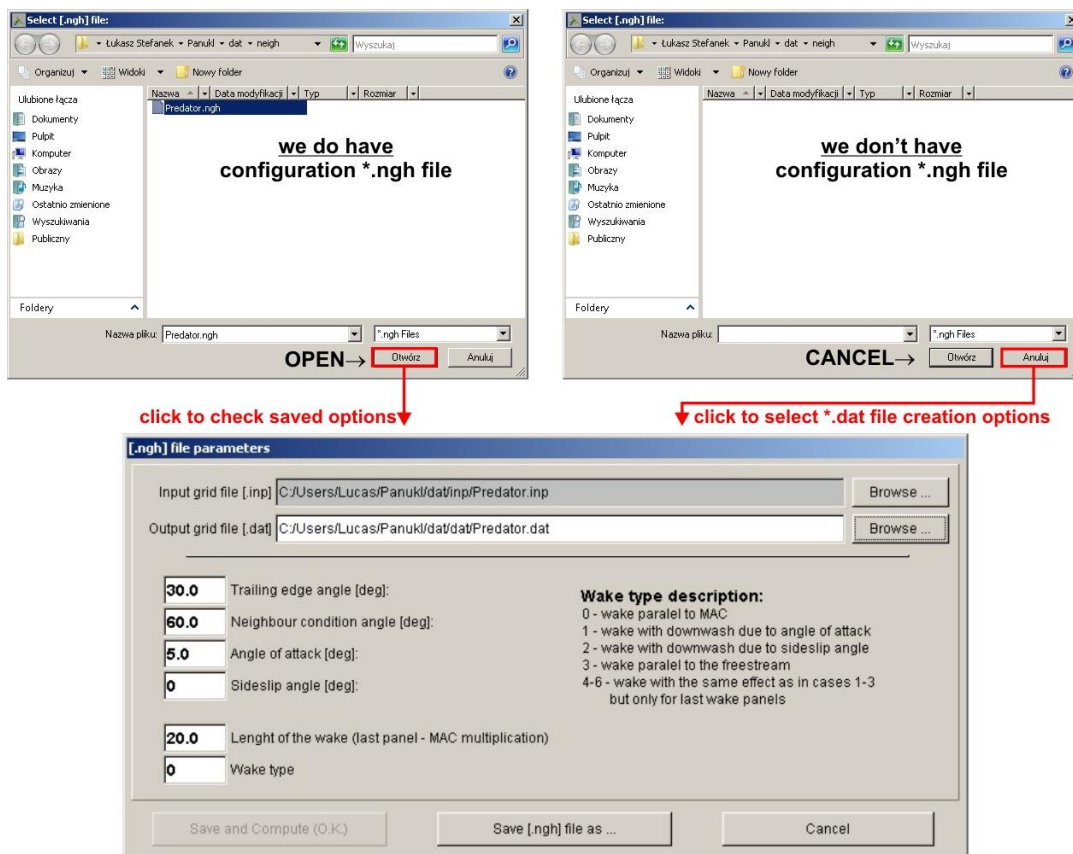 Select [.ngh] file:
Łukasz Stefanek Panukl dat neigh
Wyszukaj
Organizuj Widoki Nowy folder
Ulubione łącza
Dokumenty
Pulpit
Komputer
Obrazy
Muzyka
Ostatnio zmienione
Wyszukiwania
Publiczny
Foldery
Nazwa Data modyfikacji Typ Rozmiar
Predator.ngh
we do have
configuration *.ngh file
Nazwa pliku: Predator.ngh *.ngh Files
OPEN→ Otwórz Anuluj
Select [.ngh] file:
Łukasz Stefanek Panukl dat neigh
Wyszukaj
Organizuj Widoki Nowy folder
Ulubione łącza
Dokumenty
Pulpit
Komputer
Obrazy
Muzyka
Ostatnio zmienione
Wyszukiwania
Publiczny
Foldery
Nazwa Data modyfikacji Typ Rozmiar
we don't have
configuration *.ngh file
Nazwa pliku: *.ngh Files
CANCEL→ Otwórz Anuluj
click to check saved options
click to select *.dat file creation options
[.ngh] file parameters
Input grid file [.inp] C:/Users/Lucas/Panukl/dat/inp/Predator.inp Browse ...
Output grid file [.dat] C:/Users/Lucas/Panukl/dat/dat/Predator.dat Browse ...
30.0 Trailing edge angle [deg]:
60.0 Neighbour condition angle [deg]:
5.0 Angle of attack [deg]:
0 Sideslip angle [deg]:
20.0 Lenght of the wake (last panel - MAC multiplication)
0 Wake type
Wake type description:
0 - wake paralel to MAC
1 - wake with downwash due to angle of attack
2 - wake with downwash due to sideslip angle
3 - wake paralel to the freestream
4-6 - wake with the same effect as in cases 1-3
but only for last wake panels
Save and Compute (O.K.) Save [.ngh] file as ... Cancel